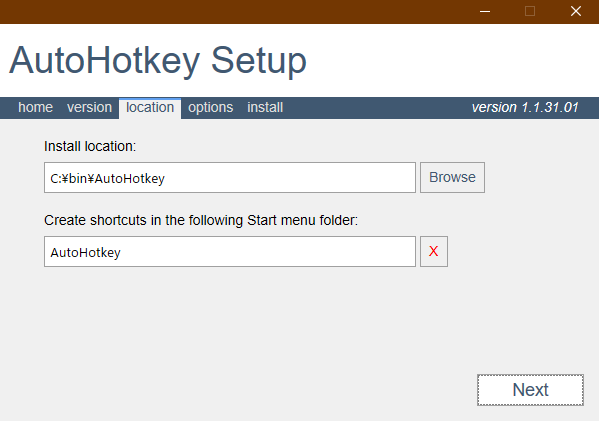 AutoHotkey Setup
home version location options install version 1.1.31.01
Install location:
C:¥bin¥AutoHotkey Browse
Create shortcuts in the following Start menu folder:
AutoHotkey X
Next